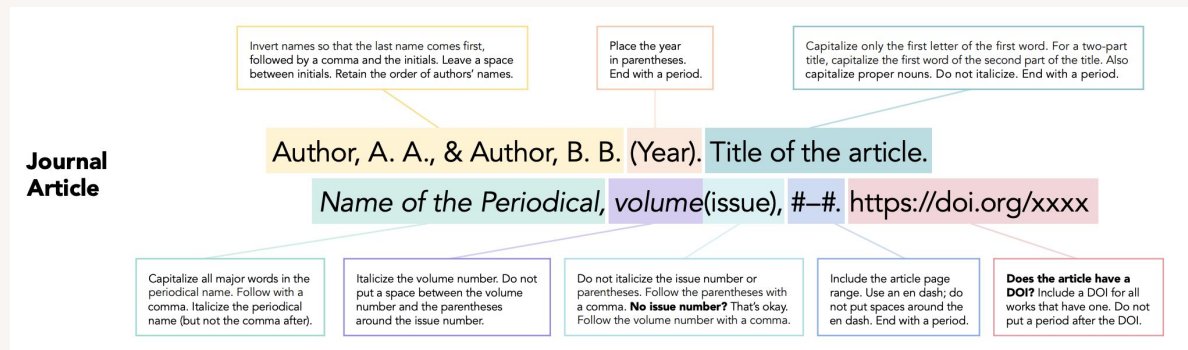 Invert names so that the last name comes first,
followed by a comma and the initials. Leave a space
between initials. Retain the order of authors' names.
Place the year
in parentheses.
End with a period.
Capitalize only the first letter of the first word. For a two-part
title, capitalize the first word of the second part of the title. Also
capitalize proper nouns. Do not italicize. End with a period.
Journal
Article
Author, A. A., & Author, B. B. (Year). Title of the article.
Name of the Periodical, volume(issue), #–#. https://doi.org/xxxx
Capitalize all major words in the
periodical name. Follow with a
comma. Italicize the periodical
name (but not the comma after).
Italicize the volume number. Do not
put a space between the volume
number and the parentheses
around the issue number.
Do not italicize the issue number or
parentheses. Follow the parentheses with
a comma. No issue number? That's okay.
Follow the volume number with a comma.
Include the article page
range. Use an en dash; do
not put spaces around the
en dash. End with a period.
Does the article have a
DOI? Include a DOI for all
works that have one. Do not
put a period after the DOI.